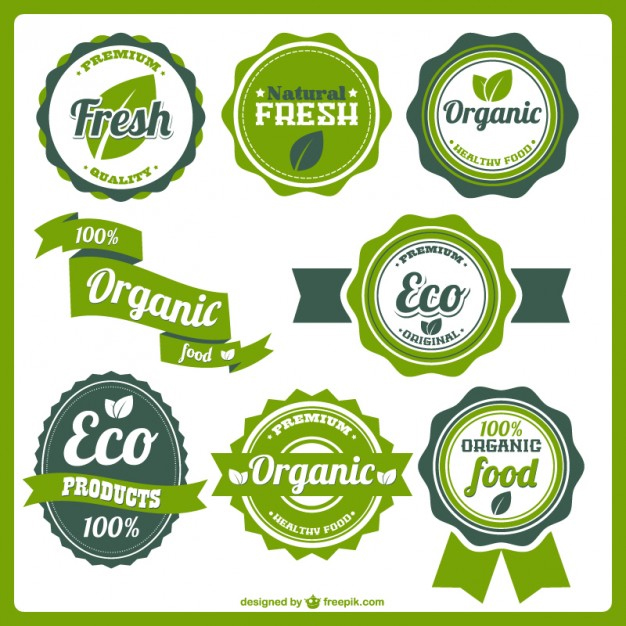 PREMIUM
Fresh
QUALITY
Natural
FRESH
Organic
HEALTHY FOOD
100%
Organic
food
PREMIUM
Eco
ORIGINAL
Eco
PRODUCTS
100%
PREMIUM
Organic
HEALTHY FOOD
100%
ORGANIC
food
designed by freepik.com